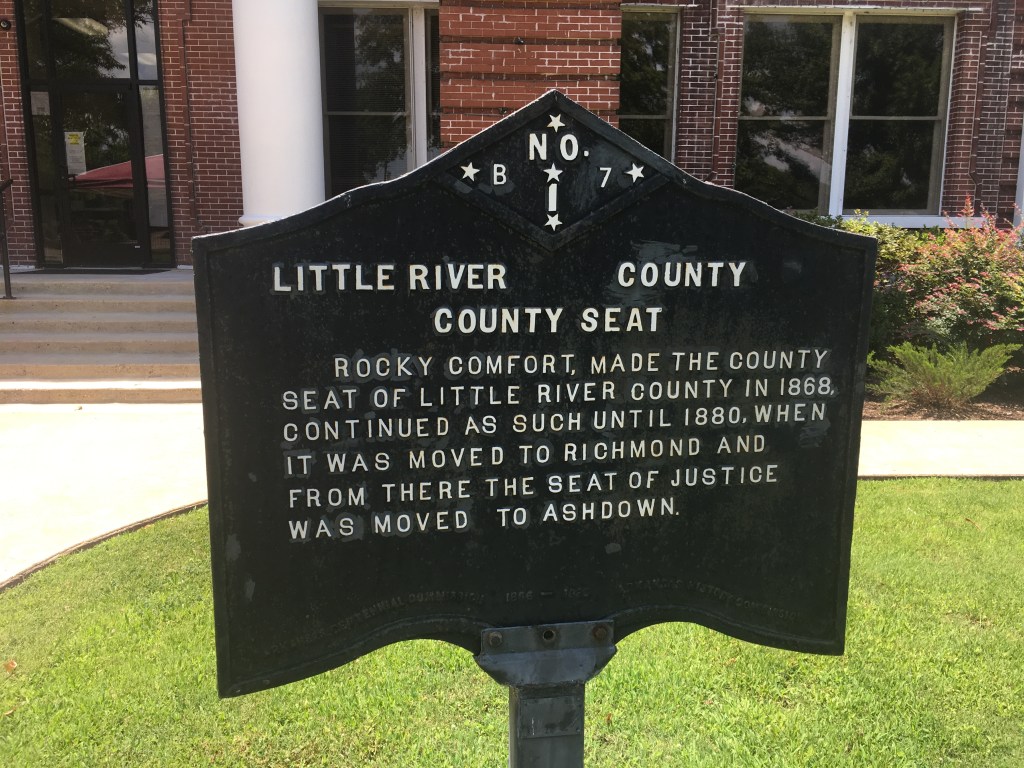 NO.
B 7
1
LITTLE RIVER COUNTY
COUNTY SEAT
ROCKY COMFORT, MADE THE COUNTY
SEAT OF LITTLE RIVER COUNTY IN 1868,
CONTINUED AS SUCH UNTIL 1880, WHEN
IT WAS MOVED TO RICHMOND AND
FROM THERE THE SEAT OF JUSTICE
WAS MOVED TO ASHDOWN.
CENTENNIAL COMMISSION